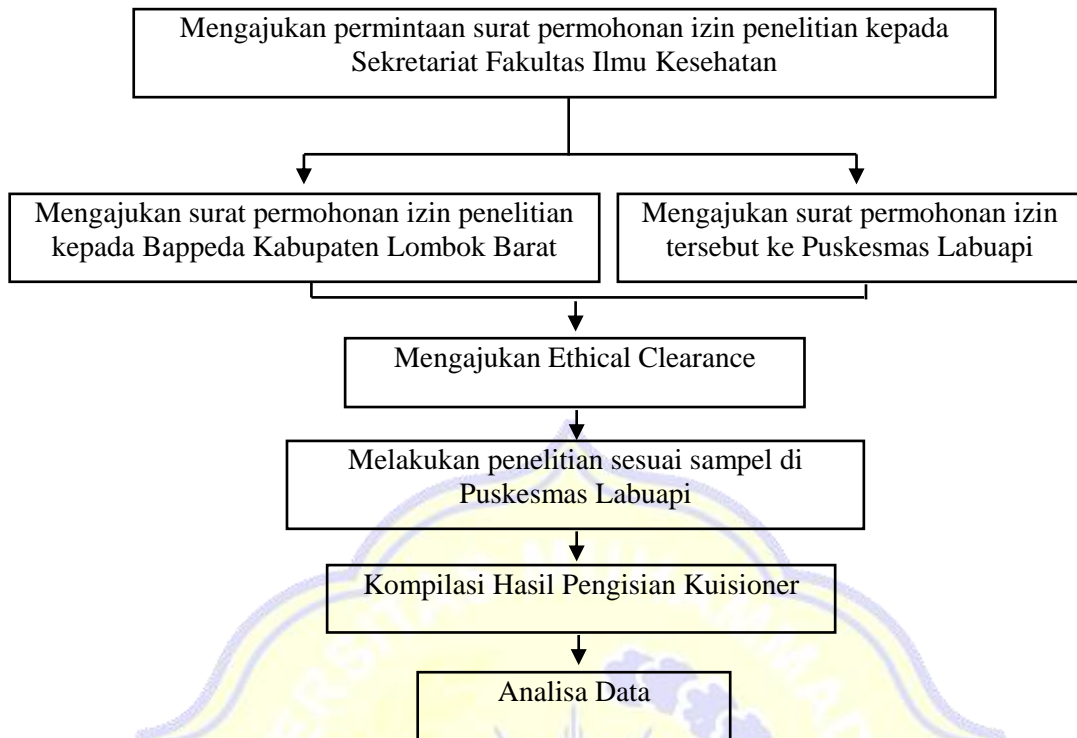 Mengajukan permintaan surat permohonan izin penelitian kepada
Sekretariat Fakultas Ilmu Kesehatan
Mengajukan surat permohonan izin penelitian
kepada Bappeda Kabupaten Lombok Barat
Mengajukan surat permohonan izin
tersebut ke Puskesmas Labuapi
Mengajukan Ethical Clearance
Melakukan penelitian sesuai sampel di
Puskesmas Labuapi
Kompilasi Hasil Pengisian Kuisioner
Analisa Data